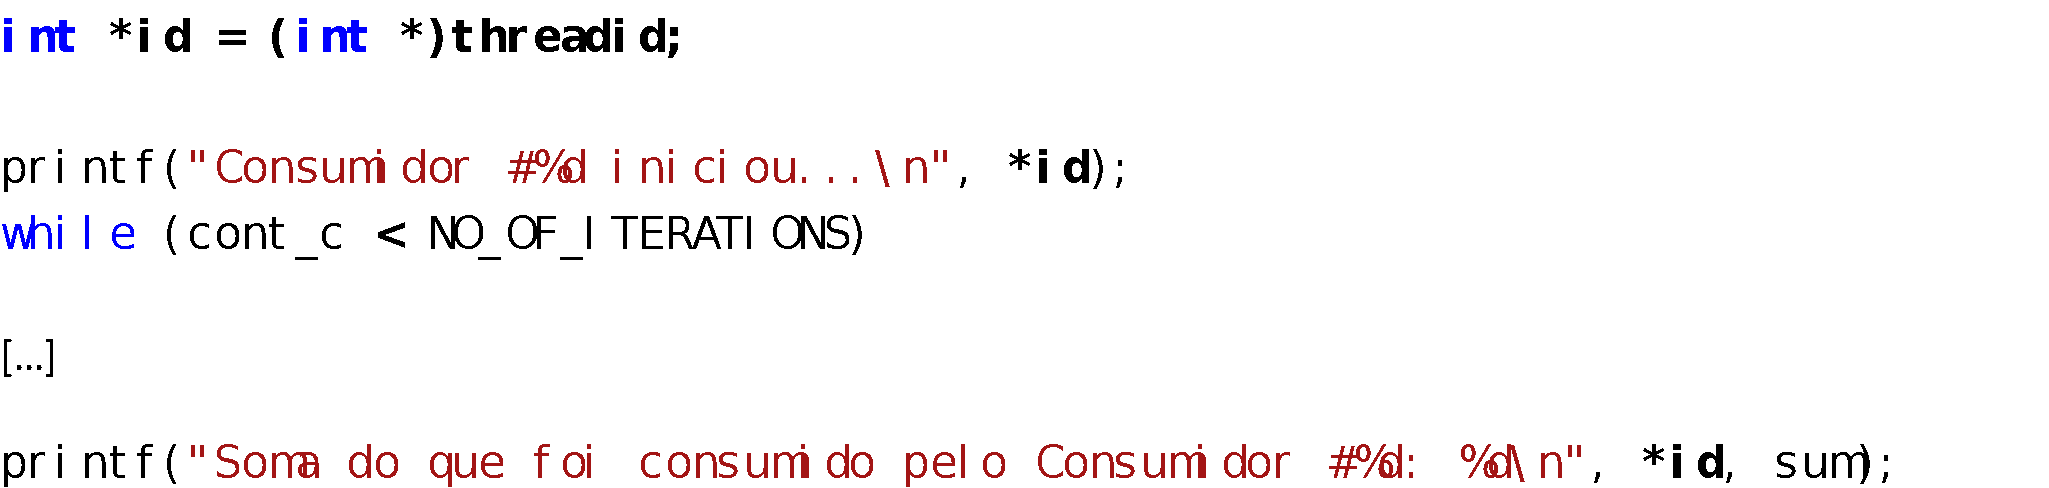 int *id = (int *)threadid;
printf("Consumidor #%d iniciou...\n", *id);
while (cont_c < NO_OF_ITERATIONS)
[...]
printf("Soma do que foi consumido pelo Consumidor #%d: %d\n", *id, sum);